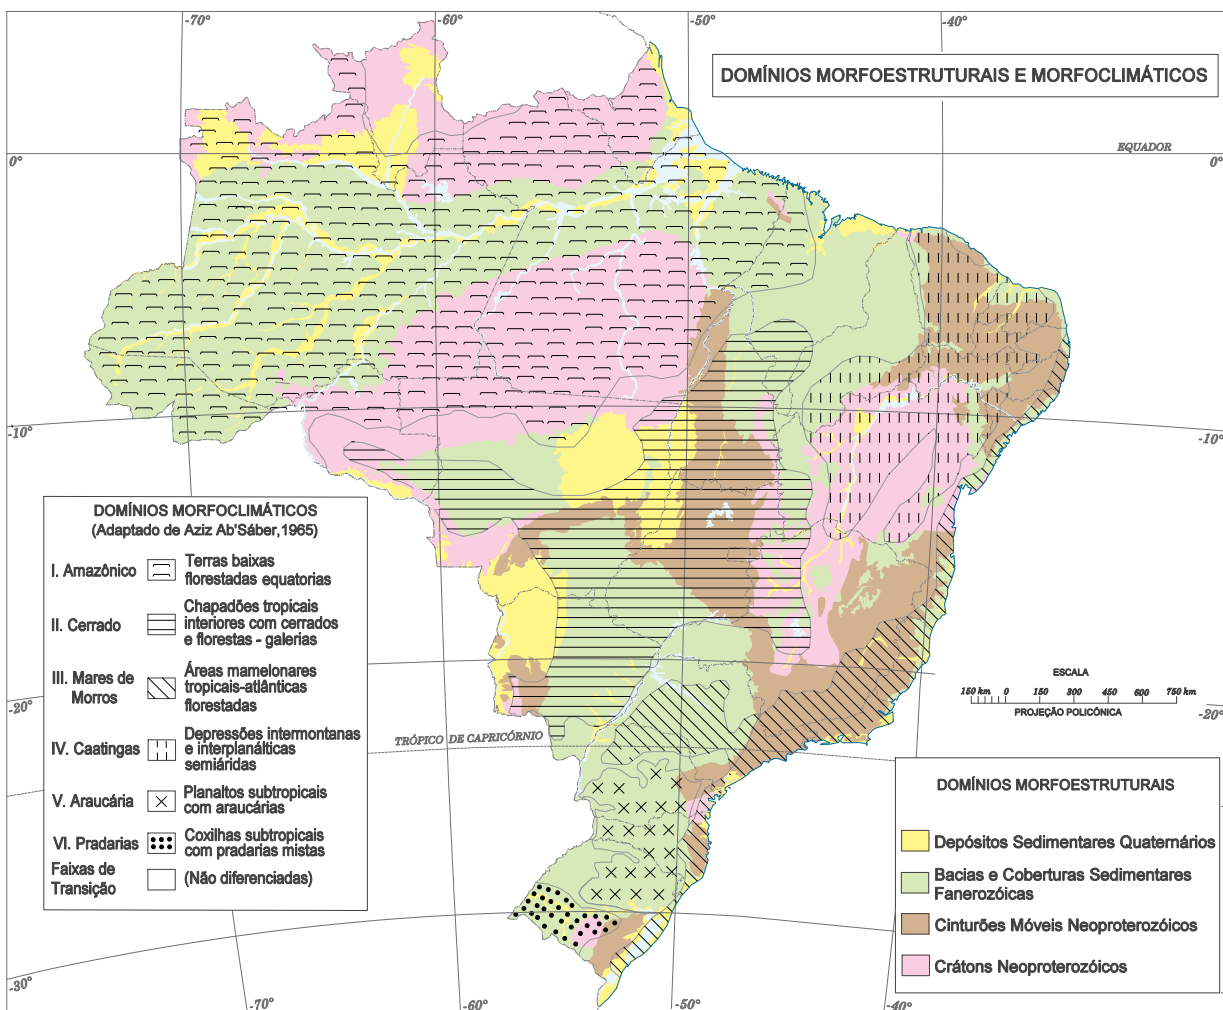 -70°
-60°
-50°
-40°
DOMÍNIOS MORFOESTRUTURAIS E MORFOCLIMÁTICOS
EQUADOR
0°
0°
-10°
-10°
DOMÍNIOS MORFOCLIMÁTICOS
(Adaptado de Aziz Ab'Sáber,1965)
I. Amazônico
Terras baixas
florestadas equatorias
II. Cerrado
Chapadões tropicais
interiores com cerrados
e florestas - galerias
III. Mares de
Morros
Áreas mamelonares
tropicais-atlânticas
florestadas
IV. Caatingas
Depressões intermontanas
e interplanálticas
semiáridas
V. Araucária
Planaltos subtropicais
com araucárias
VI. Pradarias
Coxilhas subtropicais
com pradarias mistas
Faixas de
Transição
(Não diferenciadas)
ESCALA
150 km 0 150 300 450 600 750 km
PROJEÇÃO POLICÔNICA
-20°
-20°
TRÓPICO DE CAPRICÓRNIO
DOMÍNIOS MORFOESTRUTURAIS
Depósitos Sedimentares Quaternários
Bacias e Coberturas Sedimentares
Fanerozóicas
Cinturões Móveis Neoproterozóicos
Crátons Neoproterozóicos
-30°
-70°
-60°
-50°
-40°